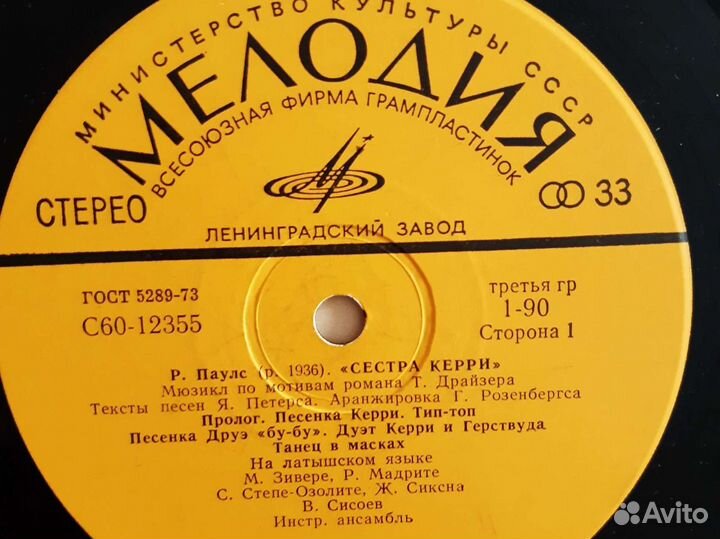 МИНИСТЕРСТВО КУЛЬТУРЫ СССР
МЕЛОДИЯ
ВСЕСОЮЗНАЯ ФИРМА ГРАМПЛАСТИНОК
СТЕРЕО
33
ЛЕНИНГРАДСКИЙ ЗАВОД
ГОСТ 5289-73
третья гр
С60-12355
1-90
Сторона 1
Р. Паулс (р. 1936). «СЕСТРА КЕРРИ»
Мюзикл по мотивам романа Т. Драйзера
Тексты песен Я. Петерса. Аранжировка Г. Розенбергса
Пролог. Песенка Керри. Тип-топ
Песенка Друэ «бу-бу». Дуэт Керри и Герствуда
Танец в масках
На латышском языке
М. Зивере, Р. Мадрите
С. Степе-Озолите, Ж. Сиксна
В. Сисоев
Инстр. ансамбль
Avito